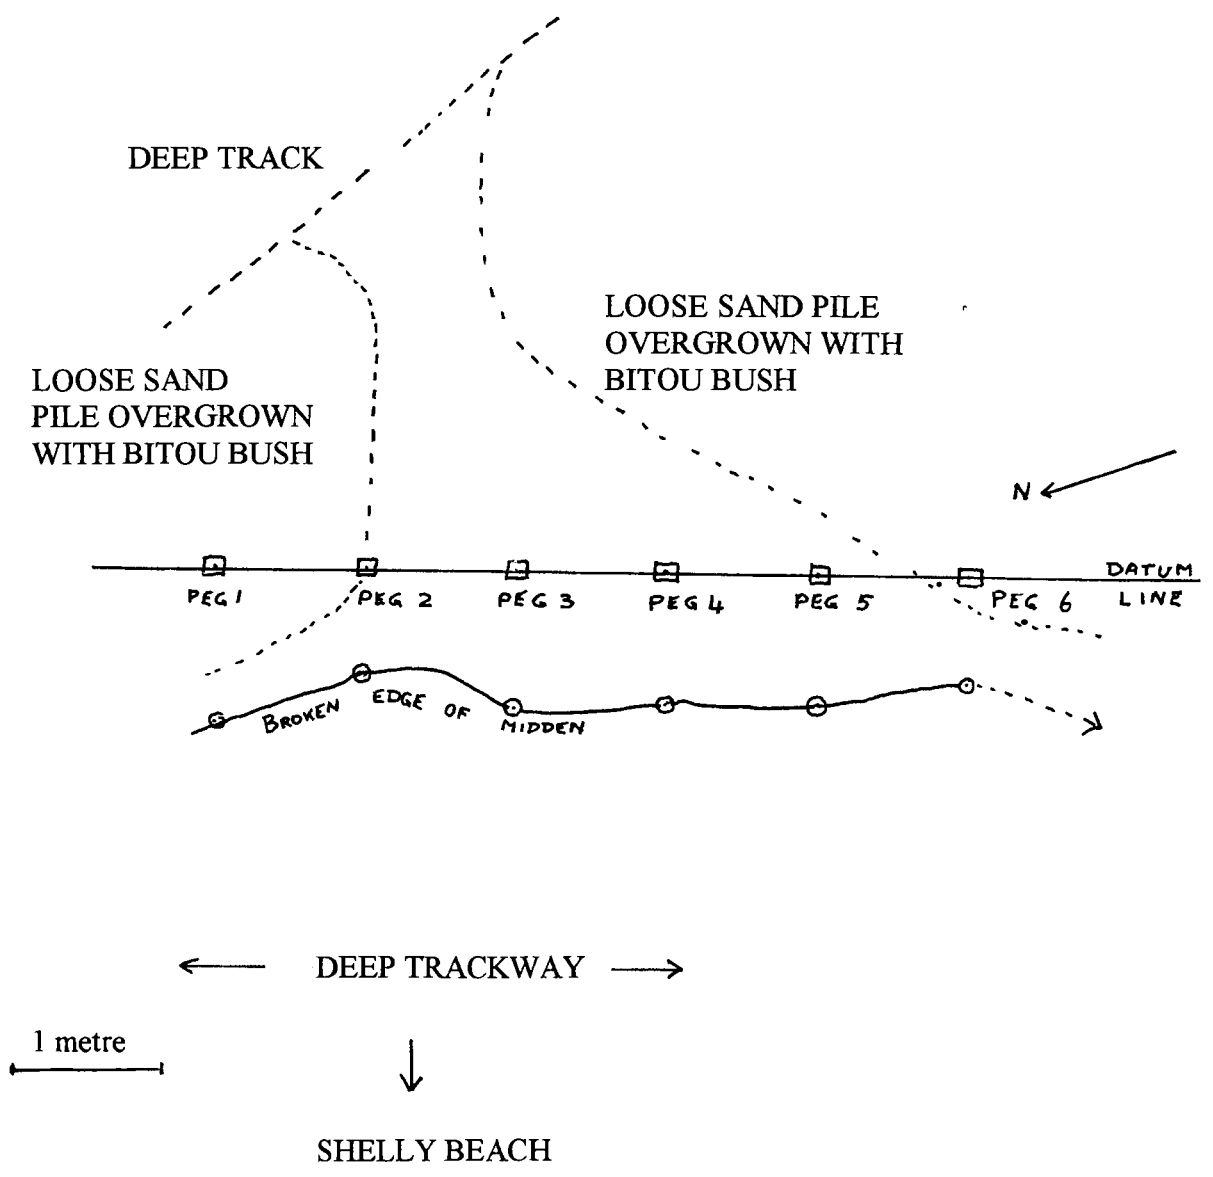 DEEP TRACK
LOOSE SAND PILE
OVERGROWN WITH
BITOU BUSH
LOOSE SAND
PILE OVERGROWN
WITH BITOU BUSH
N
DATUM
LINE
PEG 1
PEG 2
PEG 3
PEG 4
PEG 5
PEG 6
BROKEN EDGE OF MIDDEN
DEEP TRACKWAY
1 metre
SHELLY BEACH